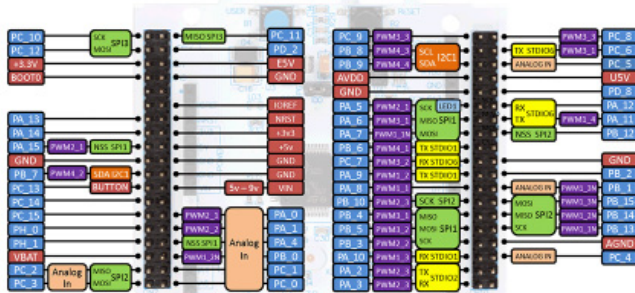 PC_10 SCK SPI3 MISO SPI3 PC_11
PC_12 MOSI PD_2
+3.3V E5V
BOOT0 GND
IOREF
PA_13 NRST
PA_14 +3v3
PA_15 PWM2_1 NSS SPI1 +5v
GND GND
PB_7 PWM4_2 SDA I2C1 GND
PC_13 BUTTON 5v - 9v VIN
PC_14
PC_15 PWM2_1 PA_0
PH_0 PWM2_2 Analog In PA_1
PH_1 NSS SPI1 PA_4
VBAT PWM1_2N PB_0
PC_2 Analog In MISO SPI2 PC_1
PC_3 MOSI PC_0
PC_9 PWM3_4 PWM3_3 PC_8
PB_8 PWM4_3 SCL I2C1 TX STDIO6 PWM3_1 PC_6
PB_9 PWM4_4 SDA ANALOG IN PC_5
AVDD U5V
GND PD_8
PA_5 PWM2_1 SCK LED1 RX STDIO6 PA_12
PA_6 PWM3_1 MISO SPI1 TX PWM1_4 PA_11
PA_7 PWM1_1N MOSI NSS SPI2 PB_12
PB_6 PWM4_1 TX STDIO1
PC_7 PWM3_2 RX STDIO6 GND
PA_9 PWM1_2 TX STDIO1 PB_2
PA_8 PWM1_1 ANALOG IN PWM1_3N PB_1
PB_10 PWM2_3 SCK SPI2 MOSI SPI2 PWM1_3N PB_15
PB_4 PWM3_1 MISO SPI1 MISO PWM1_2N PB_14
PB_5 PWM3_2 MOSI SCK PWM1_1N PB_13
PB_3 PWM2_2 SCK AGND
PA_10 PWM1_3 RX STDIO1 ANALOG IN PC_4
PA_2 PWM2_3 TX STDIO2
PA_3 PWM2_4 RX